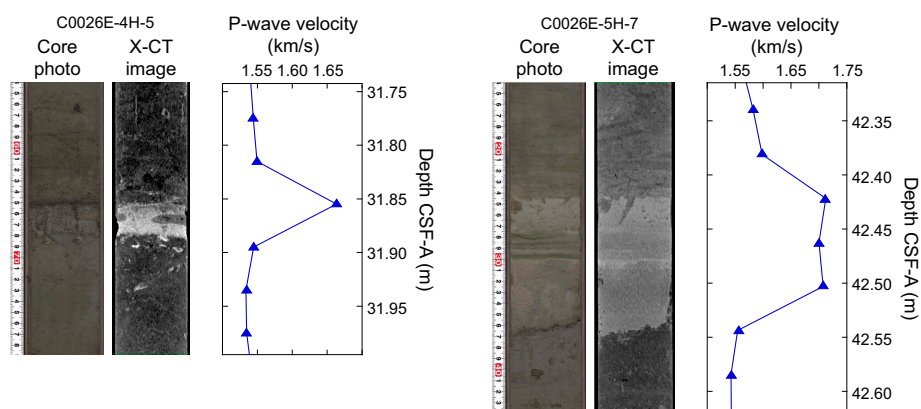 C0026E-4H-5
Core
photo
X-CT
image
P-wave velocity
(km/s)
1.55 1.60 1.65
31.75
31.80
31.85
31.90
31.95
Depth CSF-A (m)
C0026E-5H-7
Core
photo
X-CT
image
P-wave velocity
(km/s)
1.55 1.65 1.75
42.35
42.40
42.45
42.50
42.55
42.60
Depth CSF-A (m)